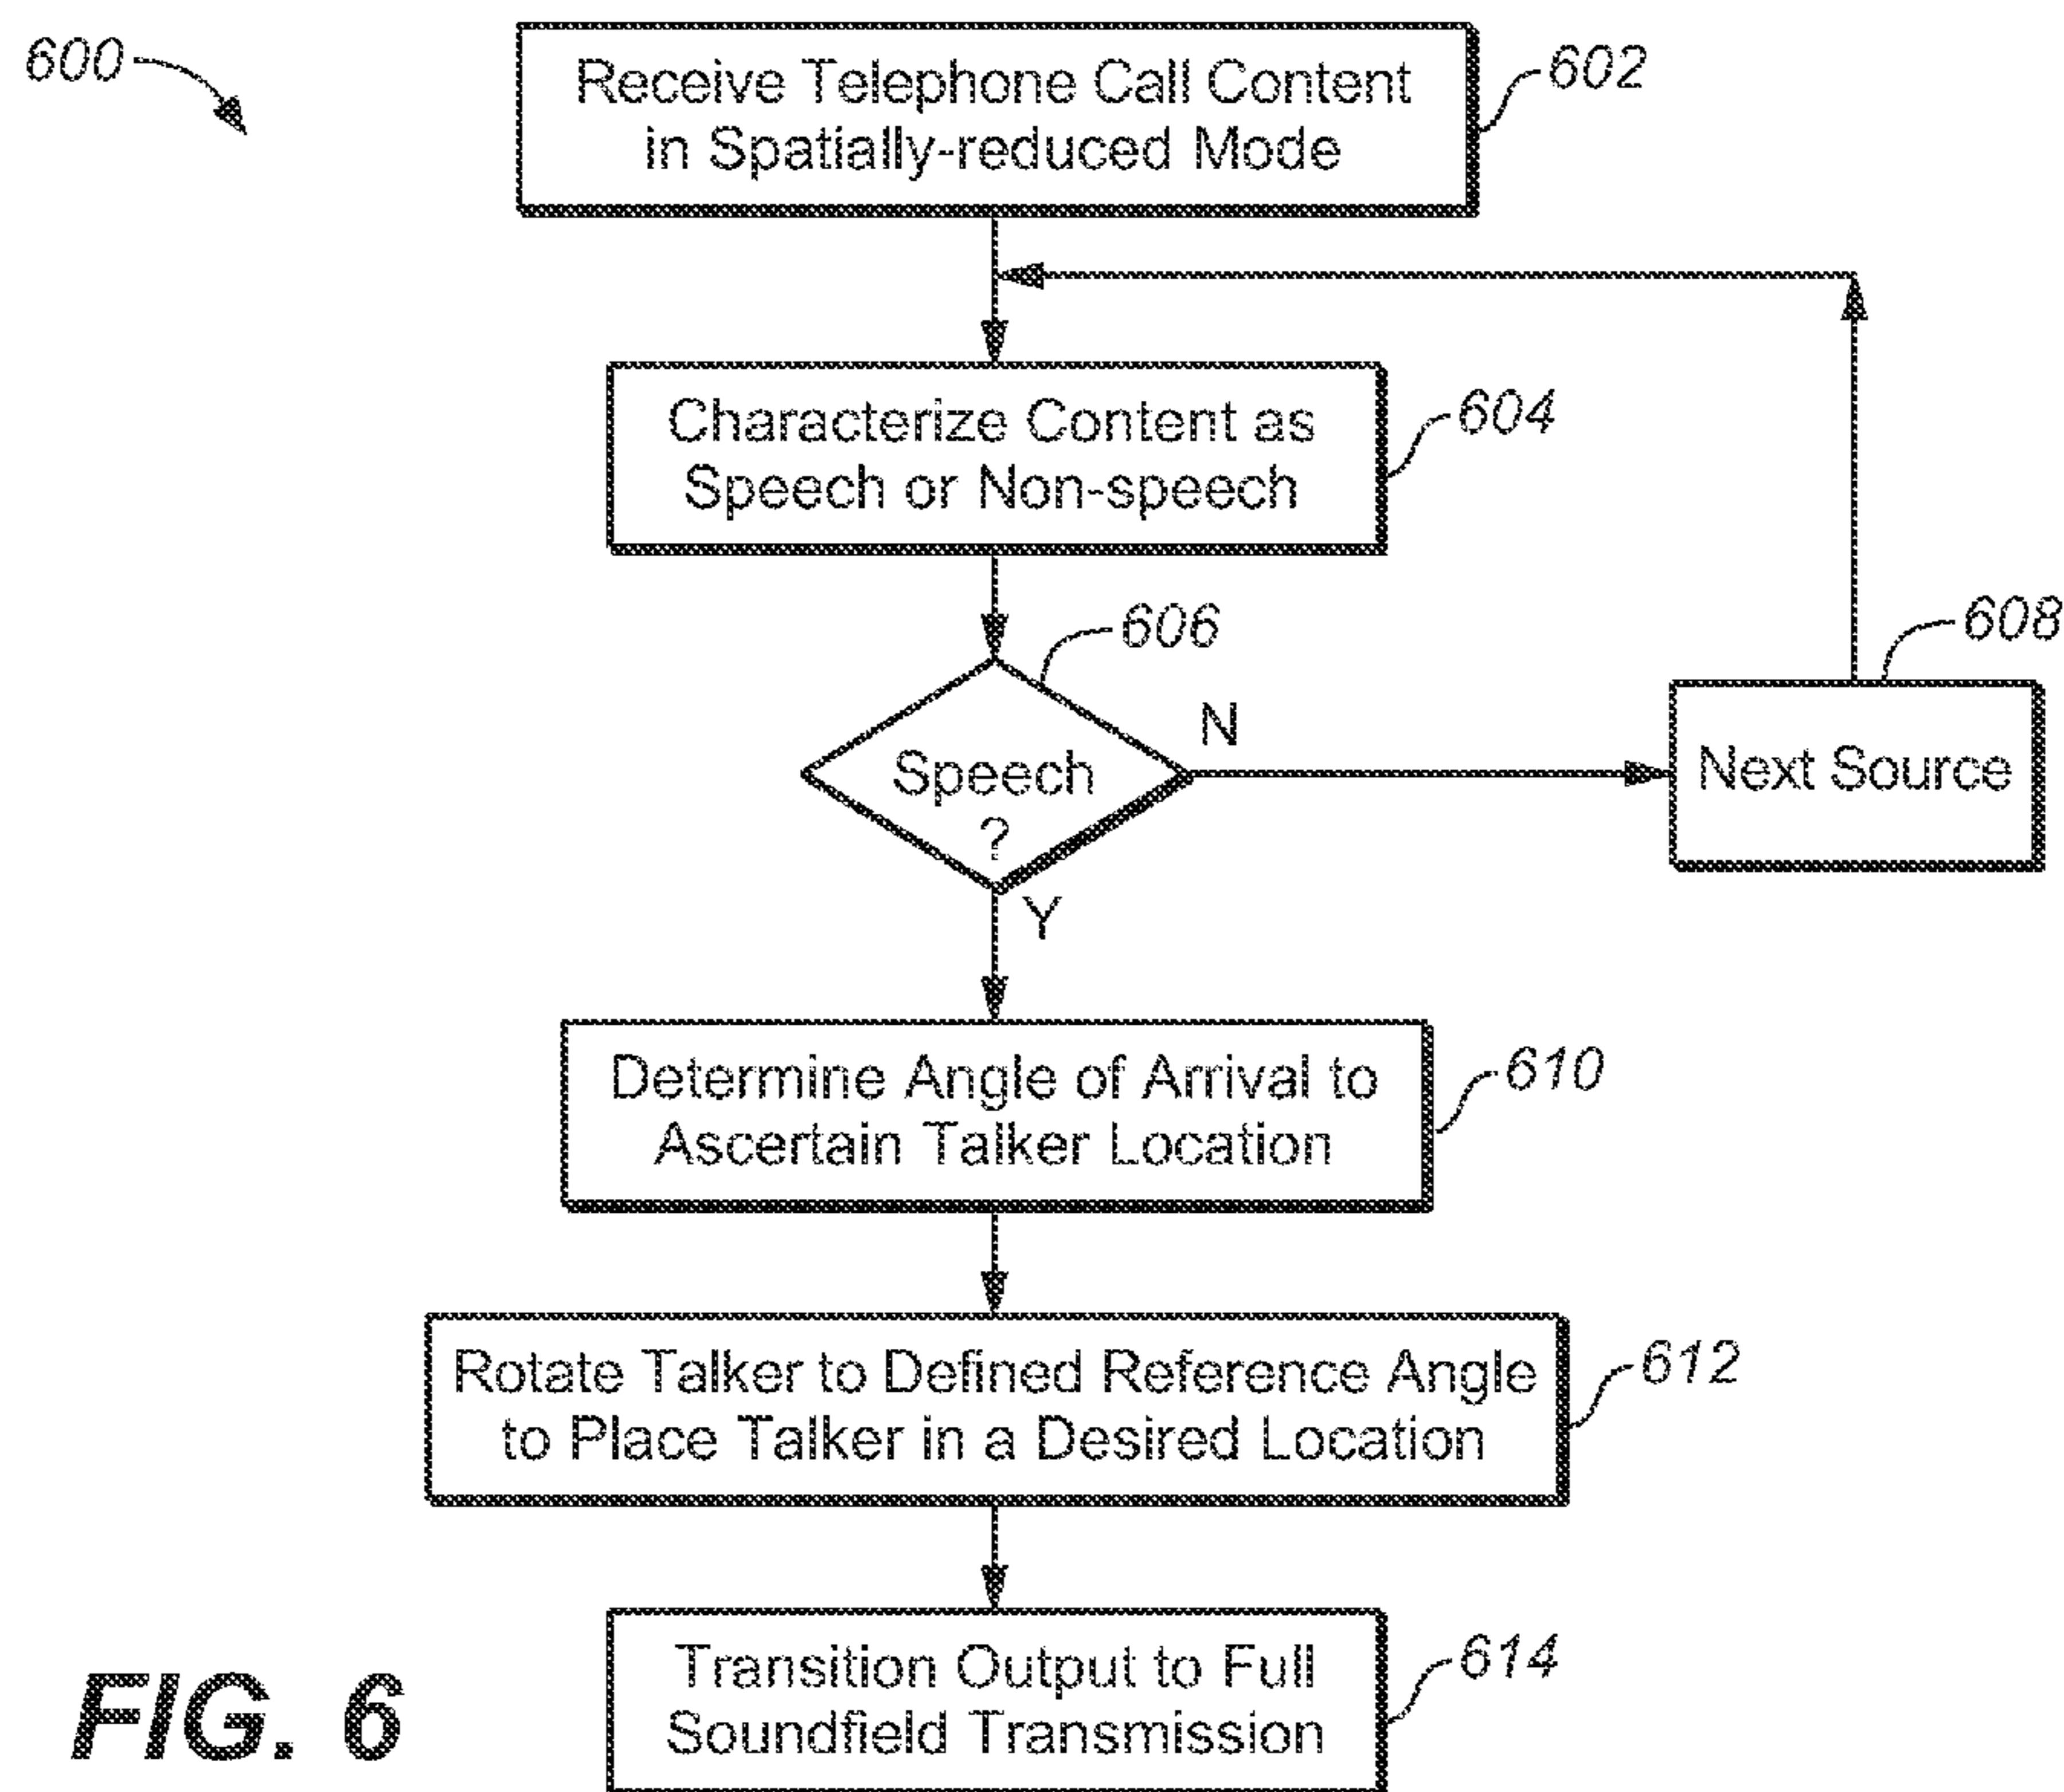 600
Receive Telephone Call Content
in Spatially-reduced Mode
602
Characterize Content as
Speech or Non-speech
604
606
Speech
?
N
Y
608
Next Source
Determine Angle of Arrival to
Ascertain Talker Location
610
Rotate Talker to Defined Reference Angle
to Place Talker in a Desired Location
612
Transition Output to Full
Soundfield Transmission
614
FIG. 6